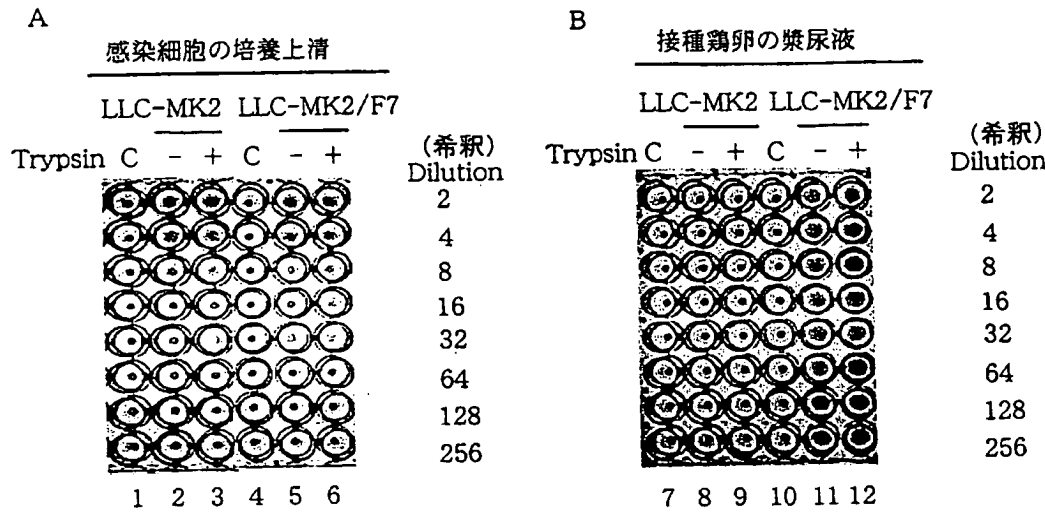 A
感染細胞の培養上清
LLC-MK2 LLC-MK2/F7
Trypsin C - + C - +
(希釈)
Dilution
2
4
8
16
32
64
128
256
1 2 3 4 5 6
B
接種鶏卵の漿尿液
LLC-MK2 LLC-MK2/F7
Trypsin C - + C - +
(希釈)
Dilution
2
4
8
16
32
64
128
256
7 8 9 10 11 12